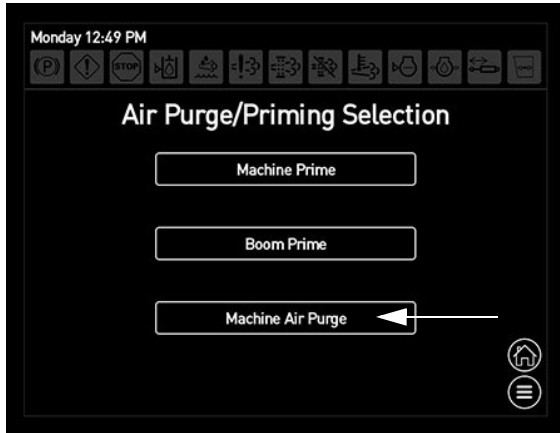 Monday 12:49 PM
(P)
STOP
Air Purge/Priming Selection
Machine Prime
Boom Prime
Machine Air Purge